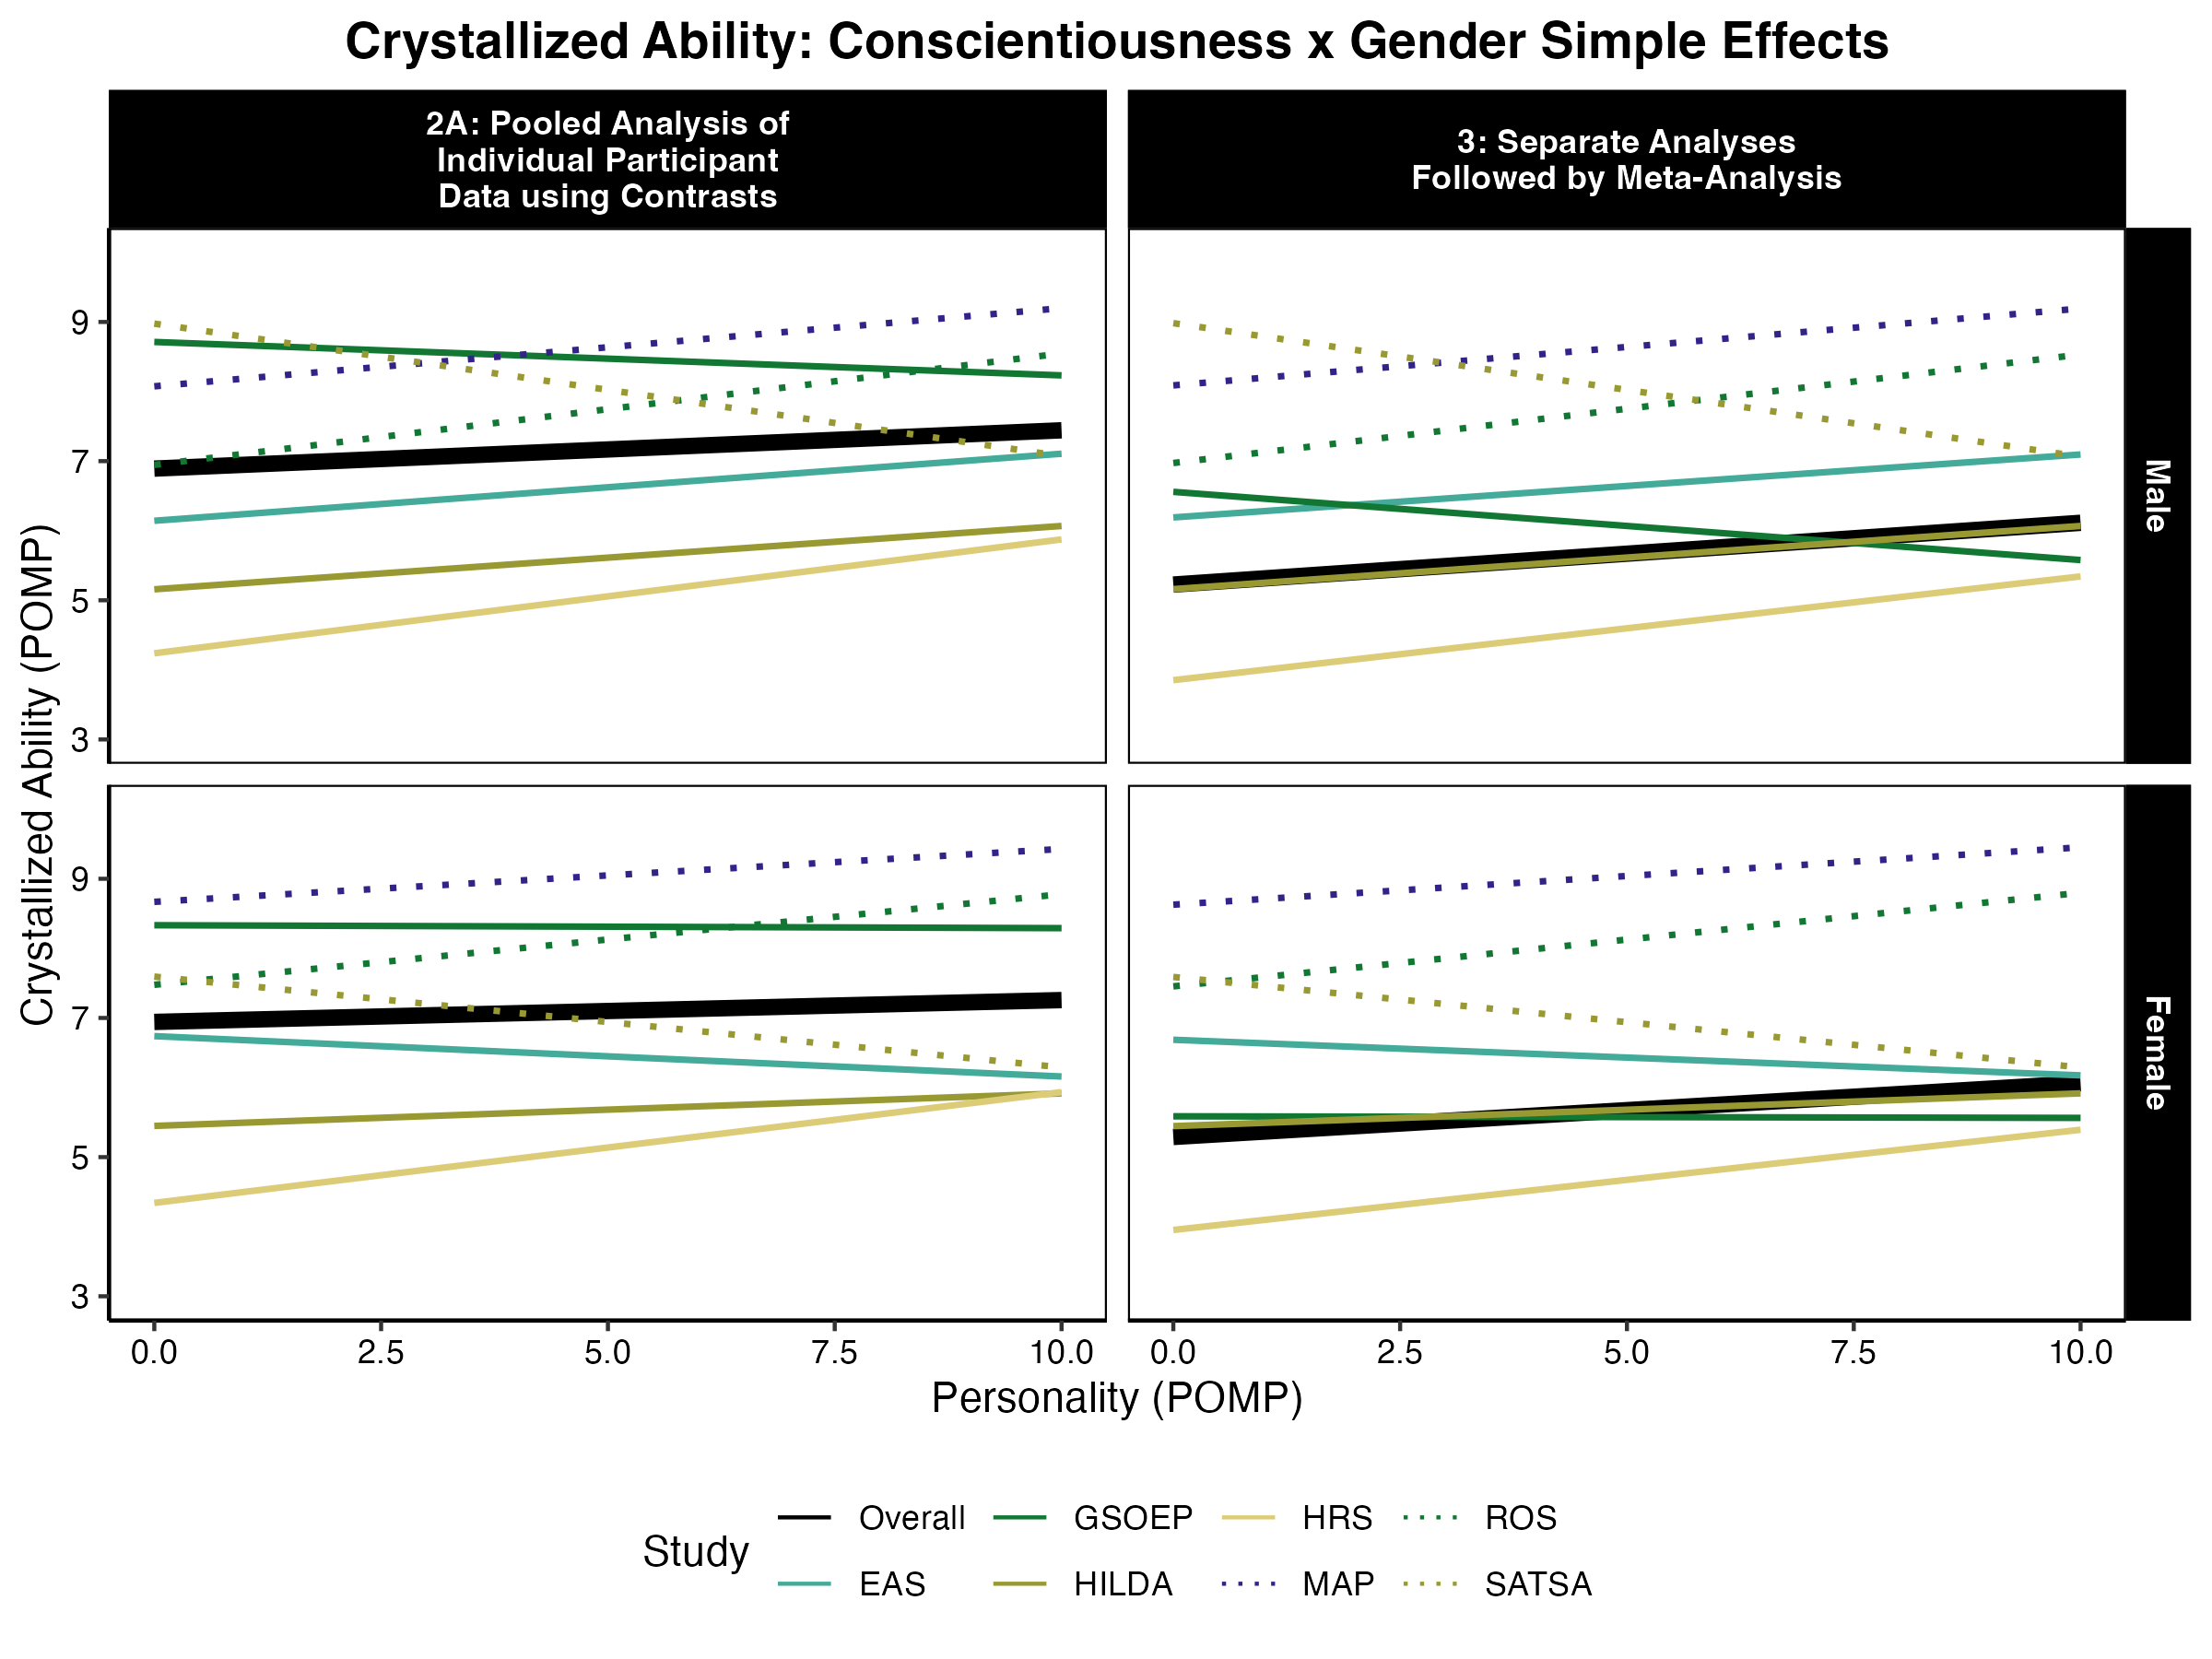 Crystallized Ability: Conscientiousness x Gender Simple Effects
2A: Pooled Analysis of
Individual Participant
Data using Contrasts
3: Separate Analyses
Followed by Meta-Analysis
Crystallized Ability (POMP)
9
7
5
3
Male
9
7
5
3
Female
0.0 2.5 5.0 7.5 10.0 0.0 2.5 5.0 7.5 10.0
Personality (POMP)
Study
Overall GSOEP HRS ROS
EAS HILDA MAP SATSA